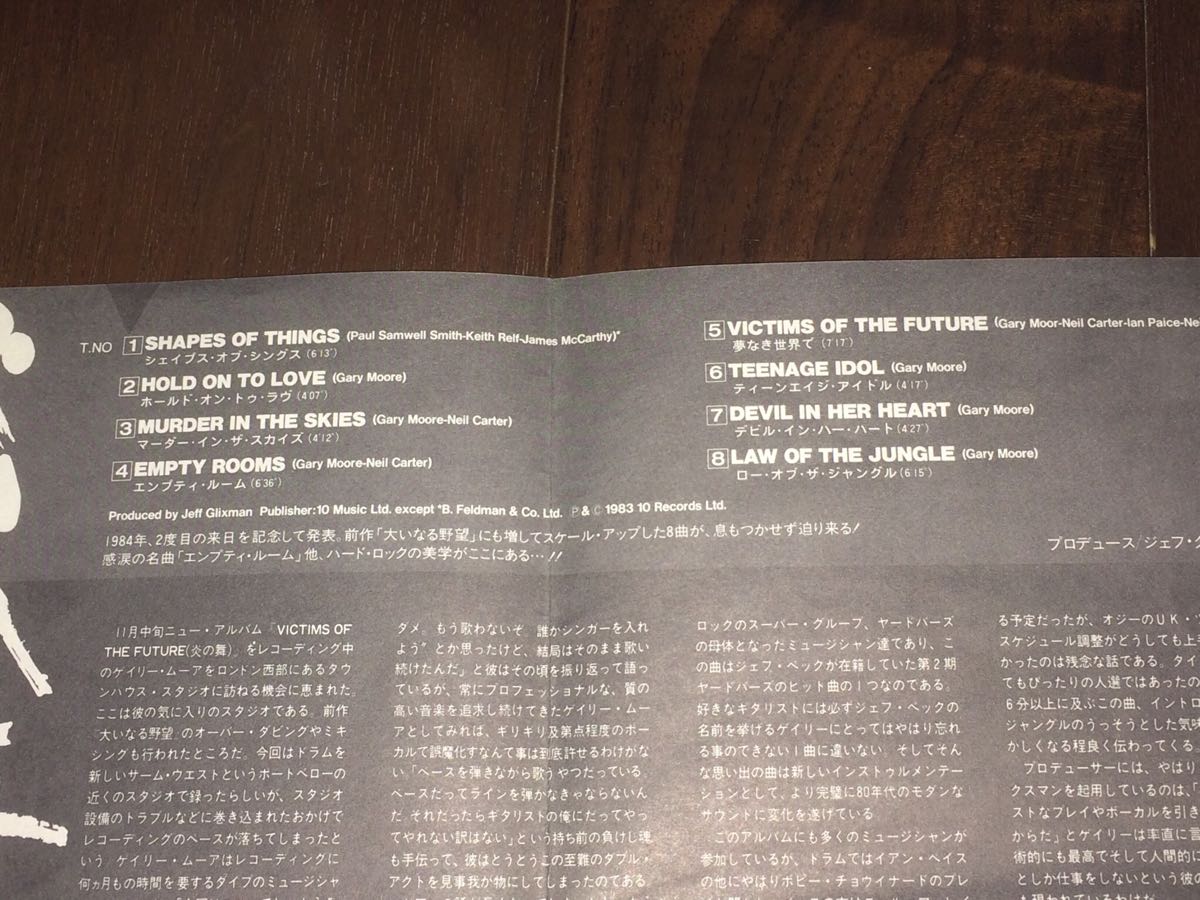 T.NO 1 SHAPES OF THINGS (Paul Samwell Smith-Keith Relf-James McCarthy)*
シェイプス・オブ・シングス (6'13")
2 HOLD ON TO LOVE (Gary Moore)
ホールド・オン・トゥ・ラヴ (4'07")
3 MURDER IN THE SKIES (Gary Moore-Neil Carter)
マーダー・イン・ザ・スカイズ (4'12")
4 EMPTY ROOMS (Gary Moore-Neil Carter)
エンプティ・ルーム (6'36")
5 VICTIMS OF THE FUTURE (Gary Moor-Neil Carter-Ian Paice-Ne
夢なき世界で (7'17")
6 TEENAGE IDOL (Gary Moore)
ティーンエイジ・アイドル (4'17")
7 DEVIL IN HER HEART (Gary Moore)
デビル・イン・ハー・ハート (4'27")
8 LAW OF THE JUNGLE (Gary Moore)
ロー・オブ・ザ・ジャングル (6'15")
Produced by Jeff Glixman Publisher:10 Music Ltd. except *B. Feldman & Co. Ltd. Ⓟ&Ⓒ 1983 10 Records Ltd.
1984年、2度目の来日を記念して発表。前作「大いなる野望」にも増してスケール・アップした8曲が、息もつかせず迫り来る!
感涙の名曲「エンプティ・ルーム」他、ハード・ロックの美学がここにある…!!
プロデュース/ジェフ・グ
11月中旬ニュー・アルバム『VICTIMS OF
THE FUTURE(炎の舞)』をレコーディング中
のゲイリー・ムーアをロンドン西部にあるタウ
ンハウス・スタジオに訪ねる機会に恵まれた。
ここは彼の気に入りのスタジオである。前作
『大いなる野望』のオーバー・ダビングやミキ
シングも行われたところだ。今回はドラムを
新しいサーム・ウエストというポートベローの
近くのスタジオで録ったらしいが、スタジオ
設備のトラブルなどに巻き込まれたおかげで
レコーディングのペースが落ちてしまったと
いう。ゲイリー・ムーアはレコーディングに
何ヵ月もの時間を要するタイプのミュージシャ
ダメ。もう歌わないぞ。誰かシンガーを入れ
よう"とか思ったけど、結局はそのまま歌い
続けたんだ」と彼はその頃を振り返って語っ
ているが、常にプロフェッショナルな、質の
高い音楽を追求し続けてきたゲイリー・ムー
アとしてみれば、ギリギリ及第点程度のボー
カルで誤魔化すなんて事は到底許せるわけがな
い。「ベースを弾きながら歌うやつだっている。
ベースだってラインを弾かなきゃならないん
だ。それだったらギタリストの俺にだってや
ってやれない訳はない」という持ち前の負けじ魂
も手伝って、彼はとうとうこの至難のダブル・
アクトを見事我か物にしてしまったのである。
ロックのスーパー・グループ、ヤードバーズ
の母体となったミュージシャン達であり、こ
の曲はジェフ・ベックが在籍していた第2期
ヤードバーズのヒット曲の1つなのである。
好きなギタリストには必ずジェフ・ベックの
名前を挙げるゲイリーにとってはやはり忘れ
る事のできない1曲に違いない。そしてそん
な思い出の曲は新しいインストゥルメンテー
ションとして、より完璧に80年代のモダンな
サウンドに変化を遂げている。
このアルバムにも多くのミュージシャンが
参加しているが、ドラムではイアン・ペイス
の他にやはりボビー・チョウイナードのプレ
る予定だったが、オジーのUK・
スケジュール調整がどうしても上
かったのは残念な話である。タイ
てもぴったりの人選ではあったの
6分以上に及ぶこの曲、イントロ
ジャングルのうっそうとした気
かしくなる程良く伝わってくる。
プロデューサーには、やはり
クスマンを起用しているのは、「
ストなプレイやボーカルを引き
からだ」とゲイリーは率直に言
術的にも最高でそして人間的に
としか仕事をしないという彼の